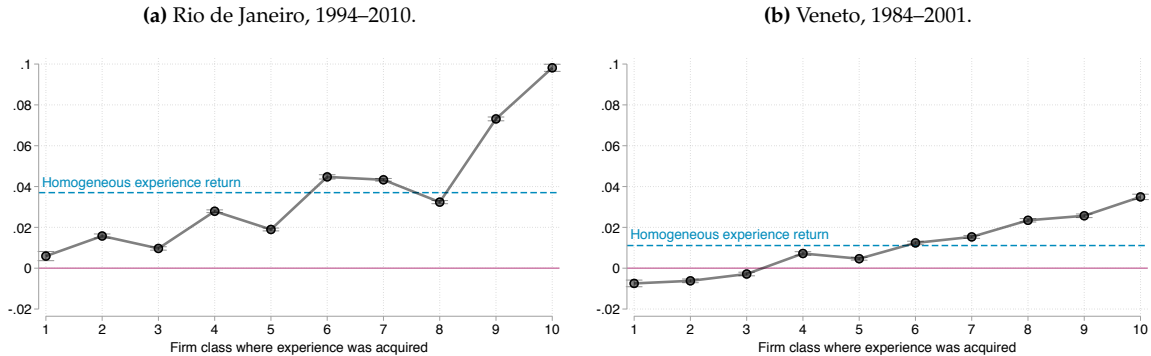 (a) Rio de Janeiro, 1994–2010.
.1
.08
.06
.04
.02
0
-.02
Homogeneous experience return
1 2 3 4 5 6 7 8 9 10
Firm class where experience was acquired
(b) Veneto, 1984–2001.
.1
.08
.06
.04
.02
0
-.02
Homogeneous experience return
1 2 3 4 5 6 7 8 9 10
Firm class where experience was acquired